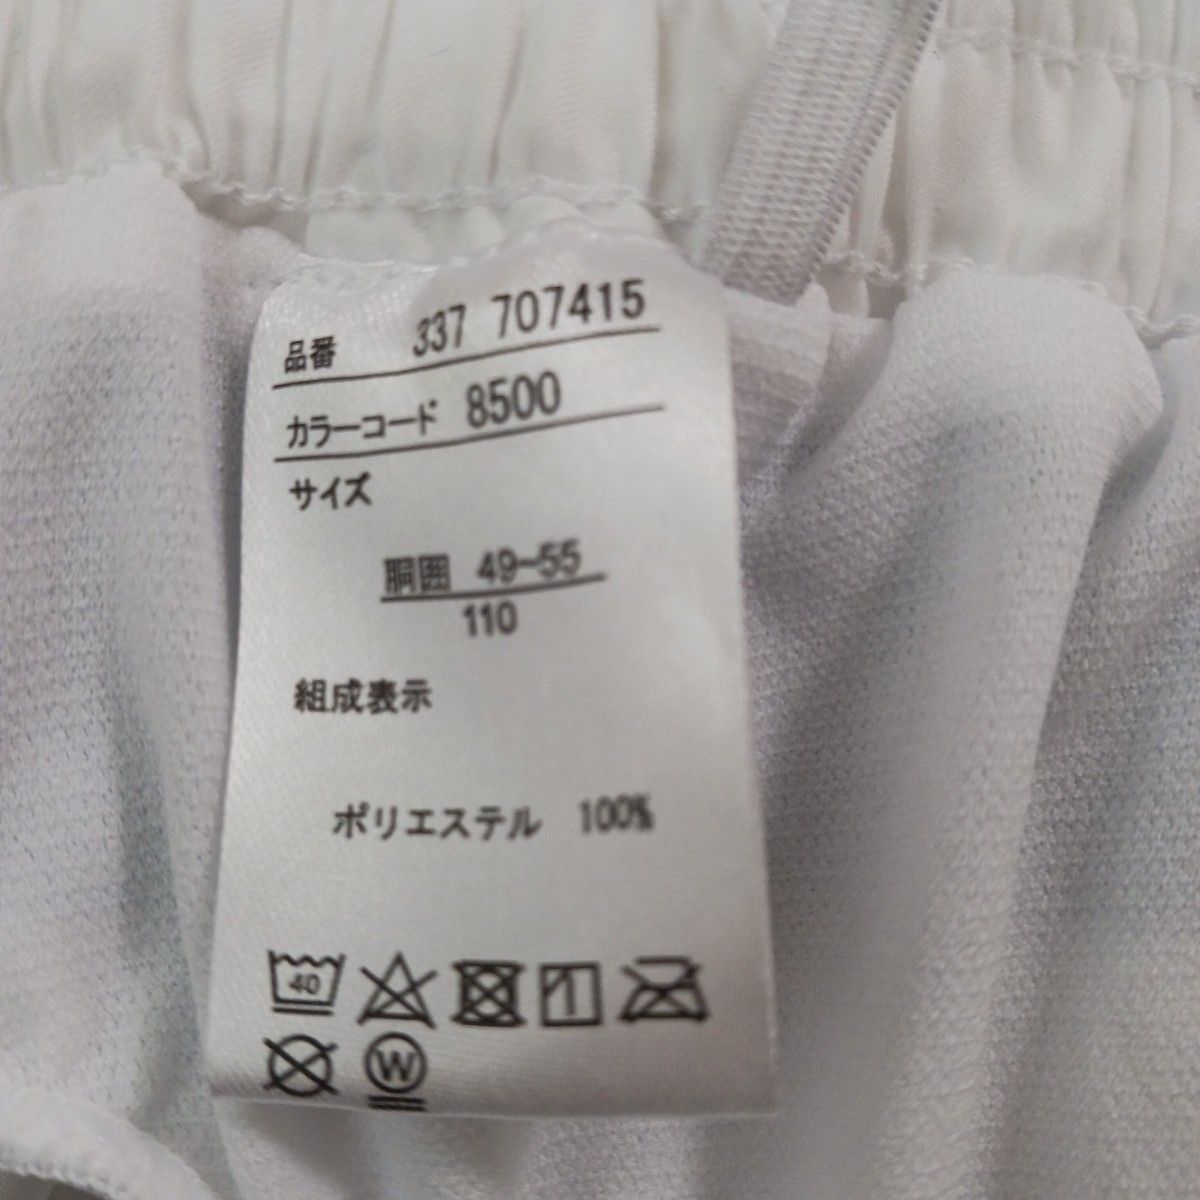 品番 337 707415
カラーコード 8500
サイズ
胴囲 49-55
110
組成表示
ポリエステル 100%
40
W